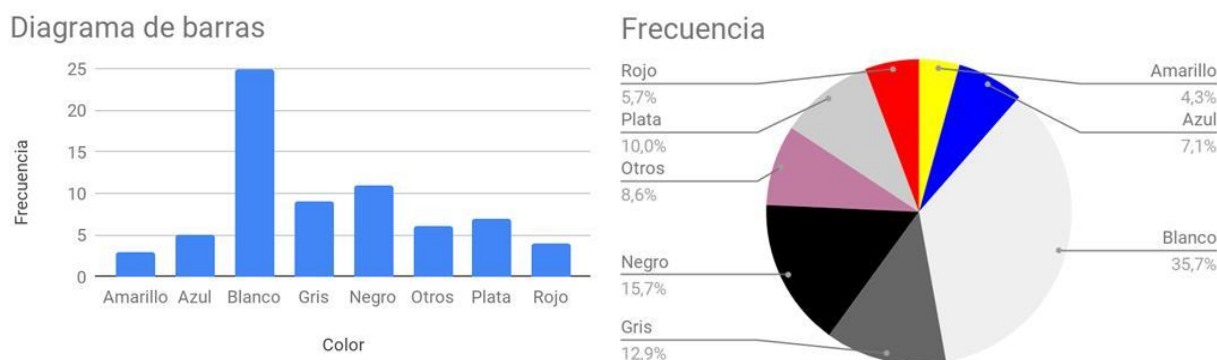 Diagrama de barras
25
20
15
10
5
0
Frecuencia
Amarillo Azul Blanco Gris Negro Otros Plata Rojo
Color
Frecuencia
Rojo
5,7%
Plata
10,0%
Otros
8,6%
Negro
15,7%
Gris
12,9%
Amarillo
4,3%
Azul
7,1%
Blanco
35,7%